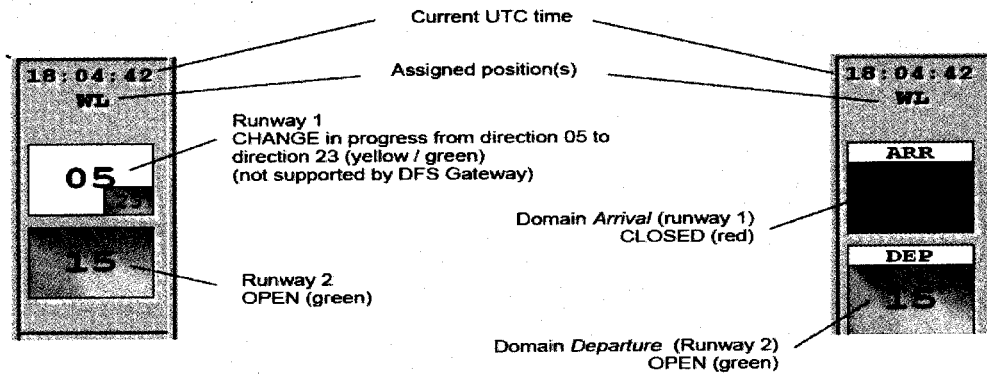 Current UTC time
18:04:42
18:04:42
Assigned position(s)
WL
WL
Runway 1
CHANGE in progress from direction 05 to
direction 23 (yellow / green)
(not supported by DFS Gateway)
05
23
ARR
Domain Arrival (runway 1)
CLOSED (red)
15
Runway 2
OPEN (green)
DEP
15
Domain Departure (Runway 2)
OPEN (green)